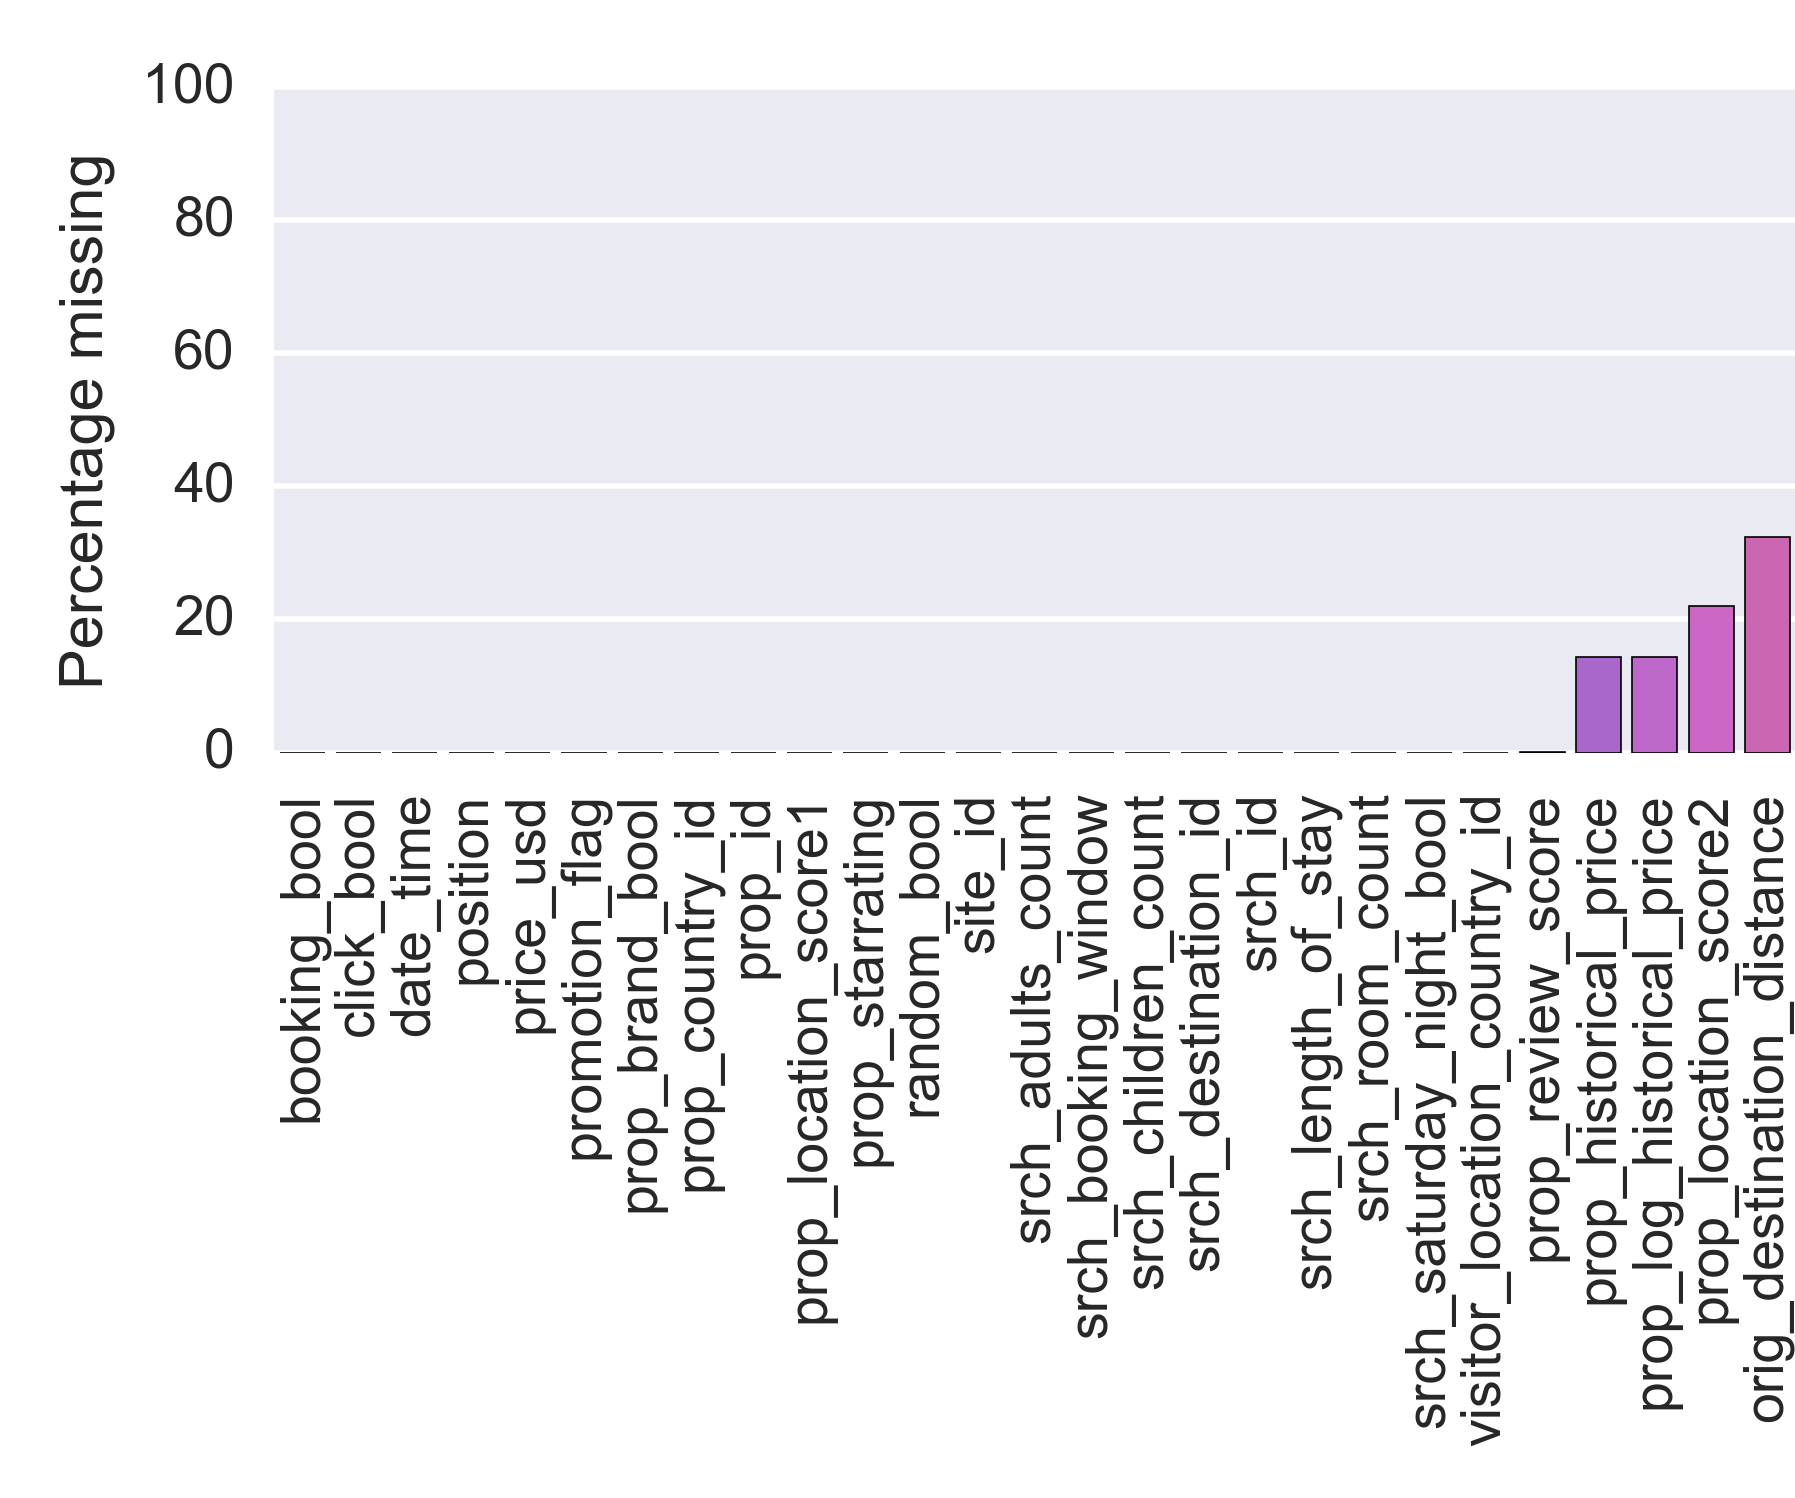 Percentage missing
100
80
60
40
20
0
booking_bool
click_bool
date_time
position
price_usd
promotion_flag
prop_brand_bool
prop_country_id
prop_id
prop_location_score1
prop_starrating
random_bool
site_id
srch_adults_count
srch_booking_window
srch_children_count
srch_destination_id
srch_id
srch_length_of_stay
srch_room_count
srch_saturday_night_bool
visitor_location_country_id
prop_review_score
prop_historical_price
prop_log_historical_price
prop_location_score2
orig_destination_distance